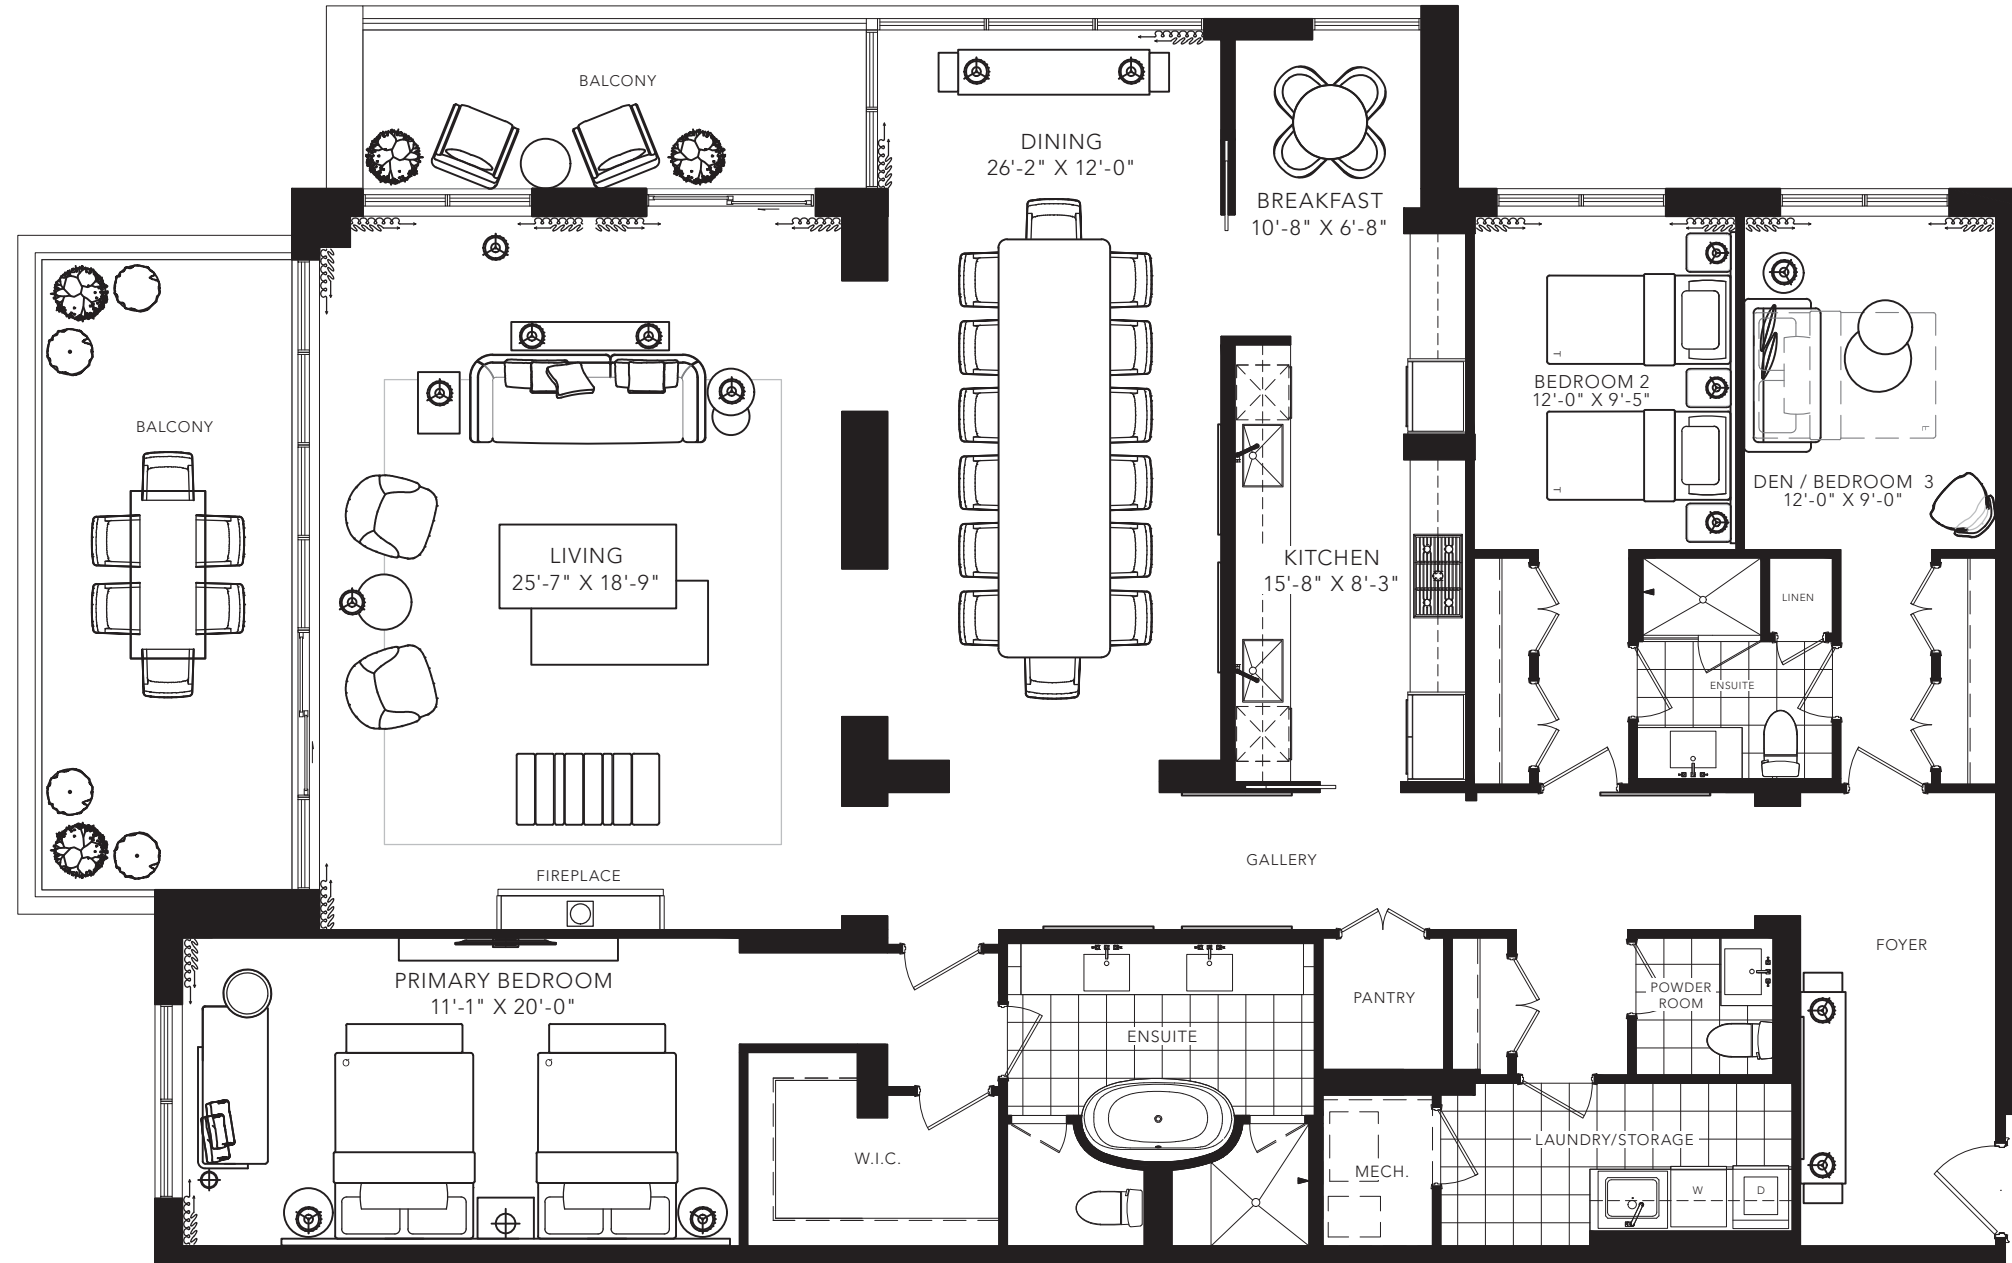 BALCONY
DINING
26'-2" X 12'-0"
BREAKFAST
10'-8" X 6'-8"
BALCONY
BEDROOM 2
12'-0" X 9'-5"
DEN / BEDROOM 3
12'-0" X 9'-0"
LIVING
25'-7" X 18'-9"
KITCHEN
15'-8" X 8'-3"
LINEN
ENSUITE
GALLERY
FIREPLACE
FOYER
PRIMARY BEDROOM
11'-1" X 20'-0"
ENSUITE
PANTRY
POWDER
ROOM
W.I.C.
MECH.
LAUNDRY/STORAGE
W
D